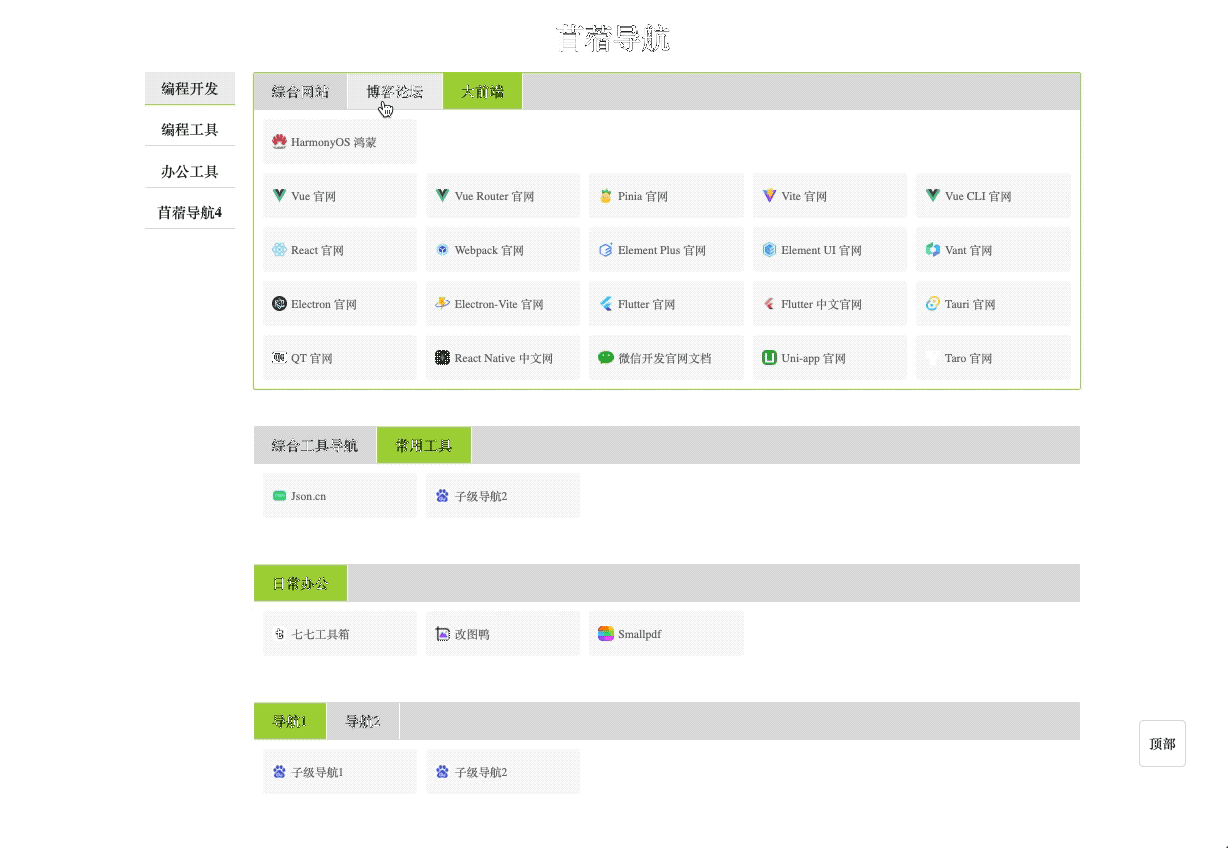 苜蓿导航
编程开发
编程工具
办公工具
苜蓿导航4
综合网站 博客论坛 大前端
HarmonyOS 鸿蒙
Vue 官网 Vue Router 官网 Pinia 官网 Vite 官网 Vue CLI 官网
React 官网 Webpack 官网 Element Plus 官网 Element UI 官网 Vant 官网
Electron 官网 Electron-Vite 官网 Flutter 官网 Flutter 中文官网 Tauri 官网
QT 官网 React Native 中文网 微信开发官网文档 Uni-app 官网 Taro 官网
综合工具导航 常用工具
Json.cn 子级导航2
日常办公
七七工具箱 改图鸭 Smallpdf
导航1 导航2
子级导航1 子级导航2
顶部